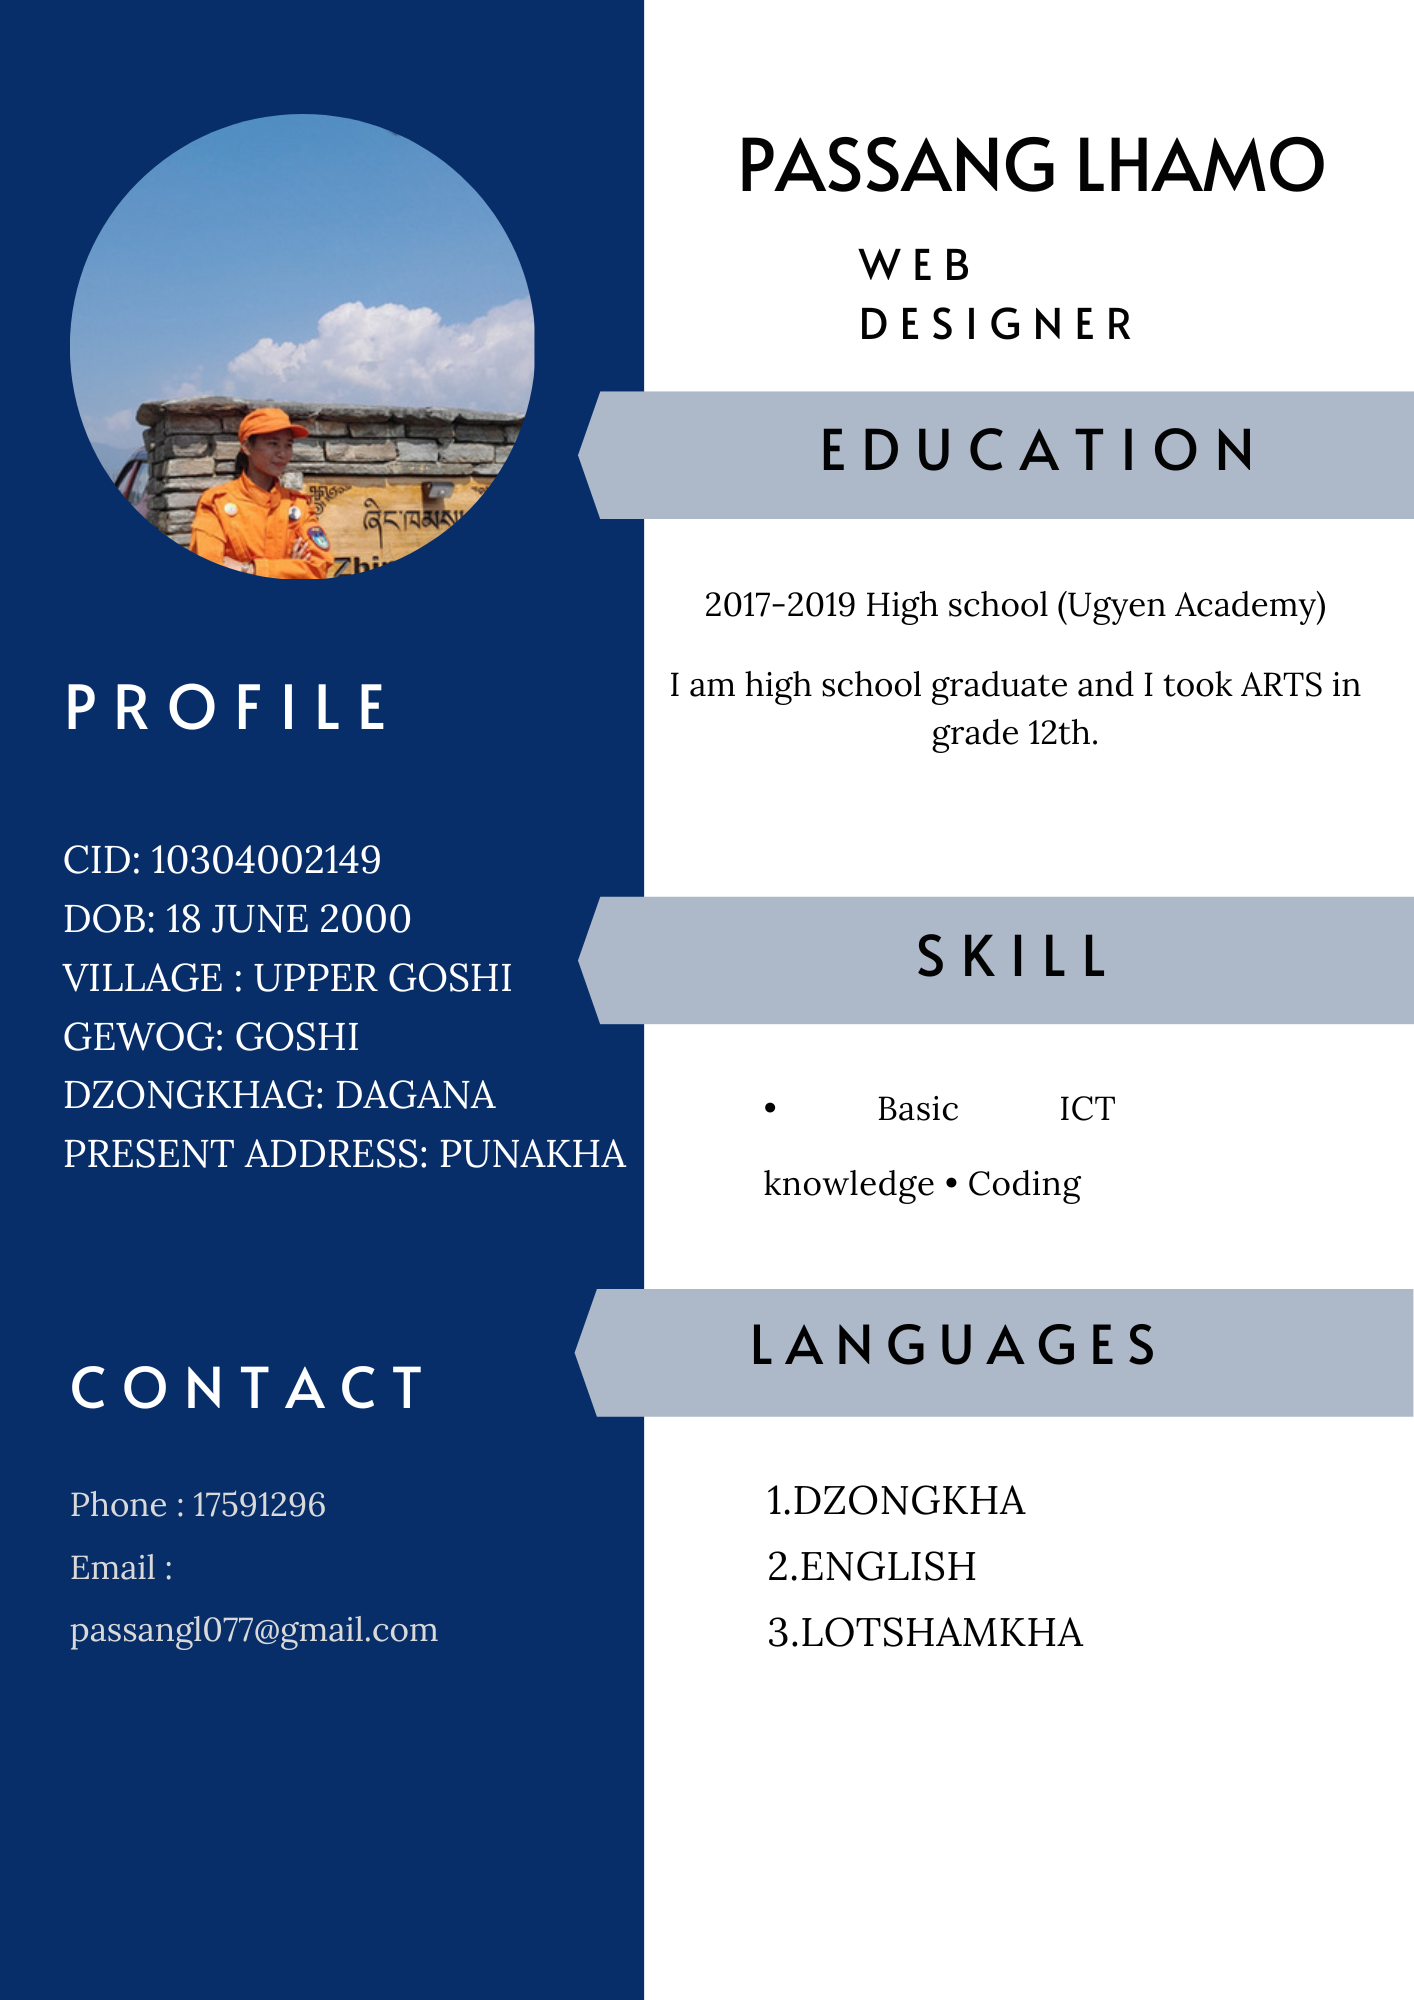 PASSANG LHAMO
WEB
DESIGNER
EDUCATION
2017-2019 High school (Ugyen Academy)
I am high school graduate and I took ARTS in
grade 12th.
SKILL
• Basic ICT
knowledge • Coding
LANGUAGES
1.DZONGKHA
2.ENGLISH
3.LOTSHAMKHA
PROFILE
CID: 10304002149
DOB: 18 JUNE 2000
VILLAGE : UPPER GOSHI
GEWOG: GOSHI
DZONGKHAG: DAGANA
PRESENT ADDRESS: PUNAKHA
CONTACT
Phone : 17591296
Email :
passangl077@gmail.com